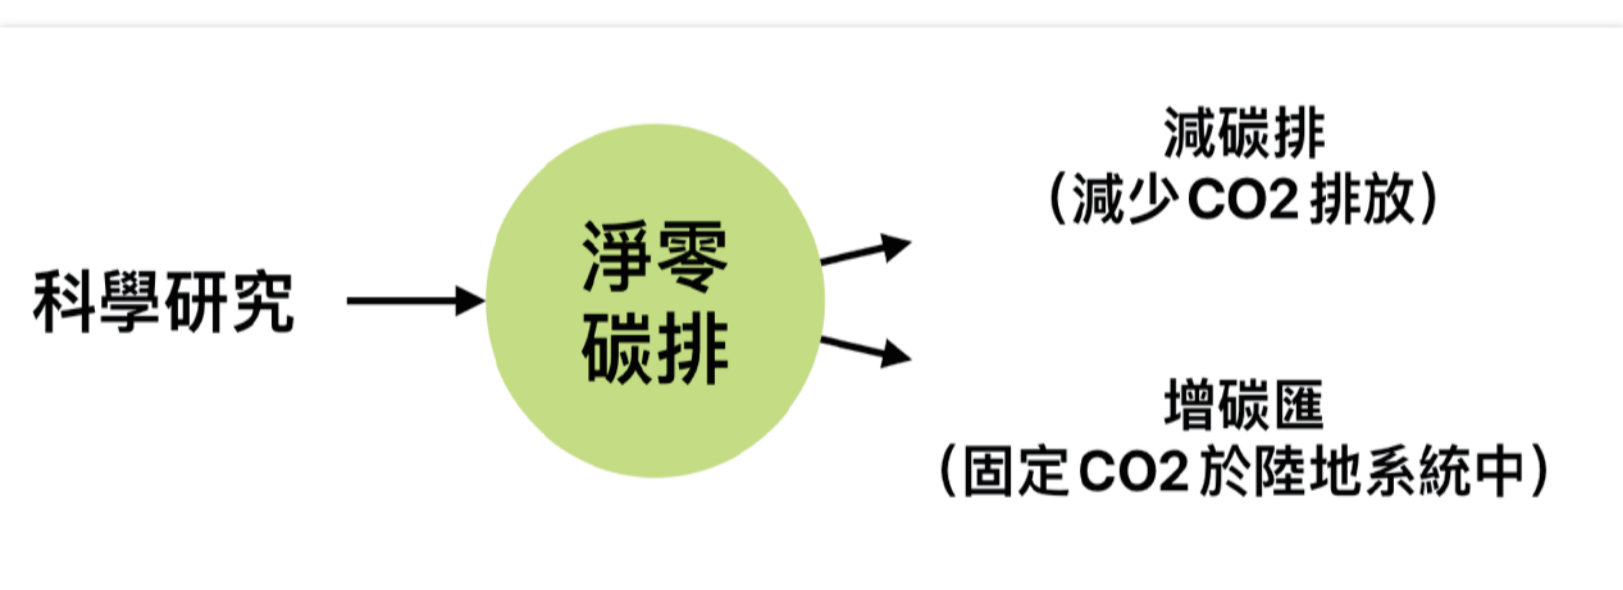 科學研究
淨零
碳排
減碳排
（減少CO2排放）
增碳匯
（固定CO2於陸地系統中）